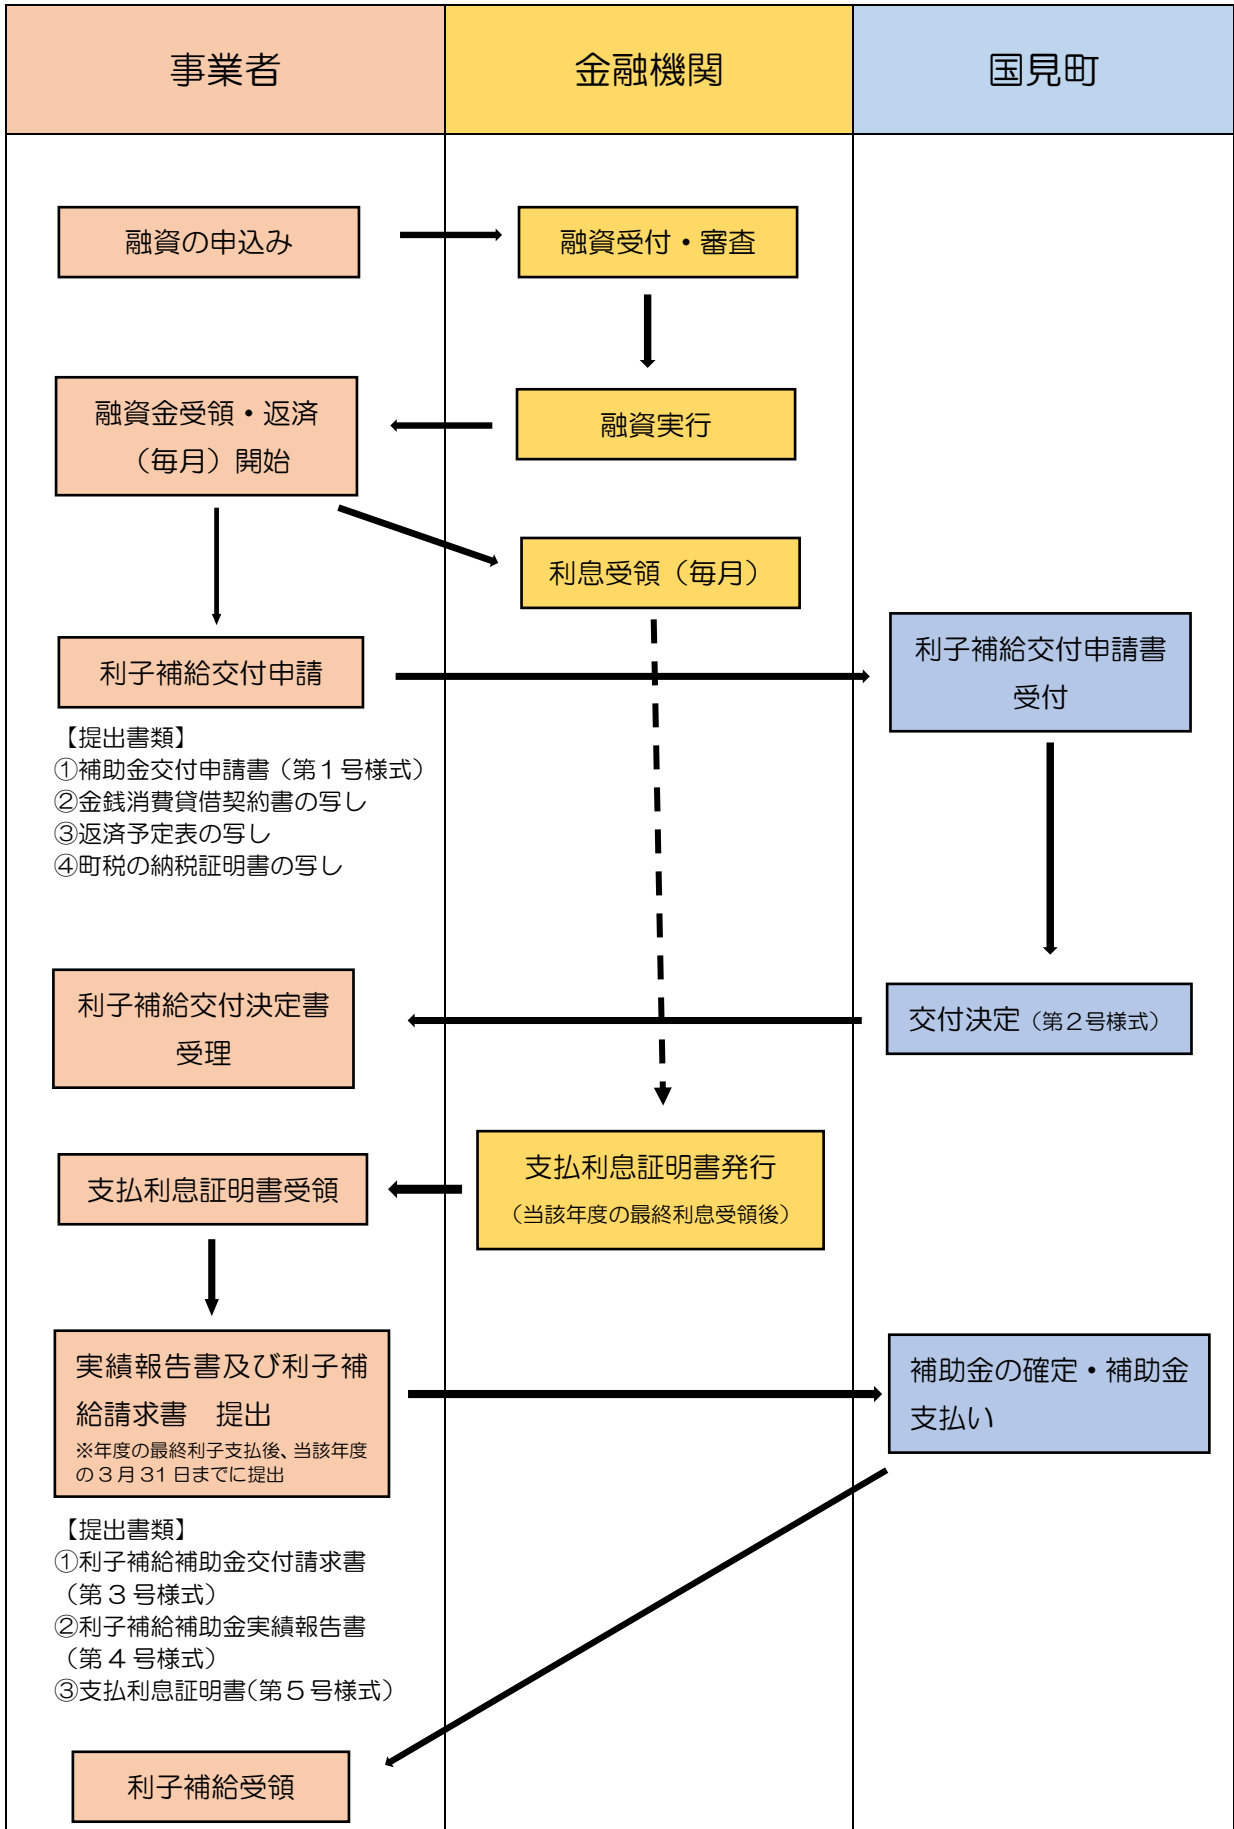 事業者
金融機関
国見町
融資の申込み
融資受付・審査
融資金受領・返済
（毎月）開始
融資実行
利息受領（毎月）
利子補給交付申請
利子補給交付申請書
受付
【提出書類】
①補助金交付申請書（第１号様式）
②金銭消費貸借契約書の写し
③返済予定表の写し
④町税の納税証明書の写し
利子補給交付決定書
受理
交付決定（第２号様式）
支払利息証明書受領
支払利息証明書発行
（当該年度の最終利息受領後）
実績報告書及び利子補
給請求書　提出
※年度の最終利子支払後、当該年度
の３月31日までに提出
補助金の確定・補助金
支払い
【提出書類】
①利子補給補助金交付請求書
（第３号様式）
②利子補給補助金実績報告書
（第４号様式）
③支払利息証明書（第５号様式）
利子補給受領